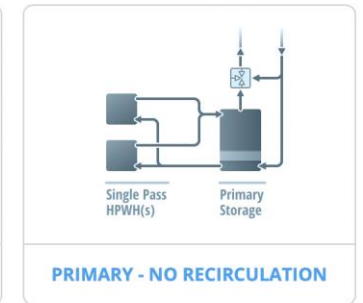 Single Pass
HPWH(s)
Primary
Storage
PRIMARY - NO RECIRCULATION